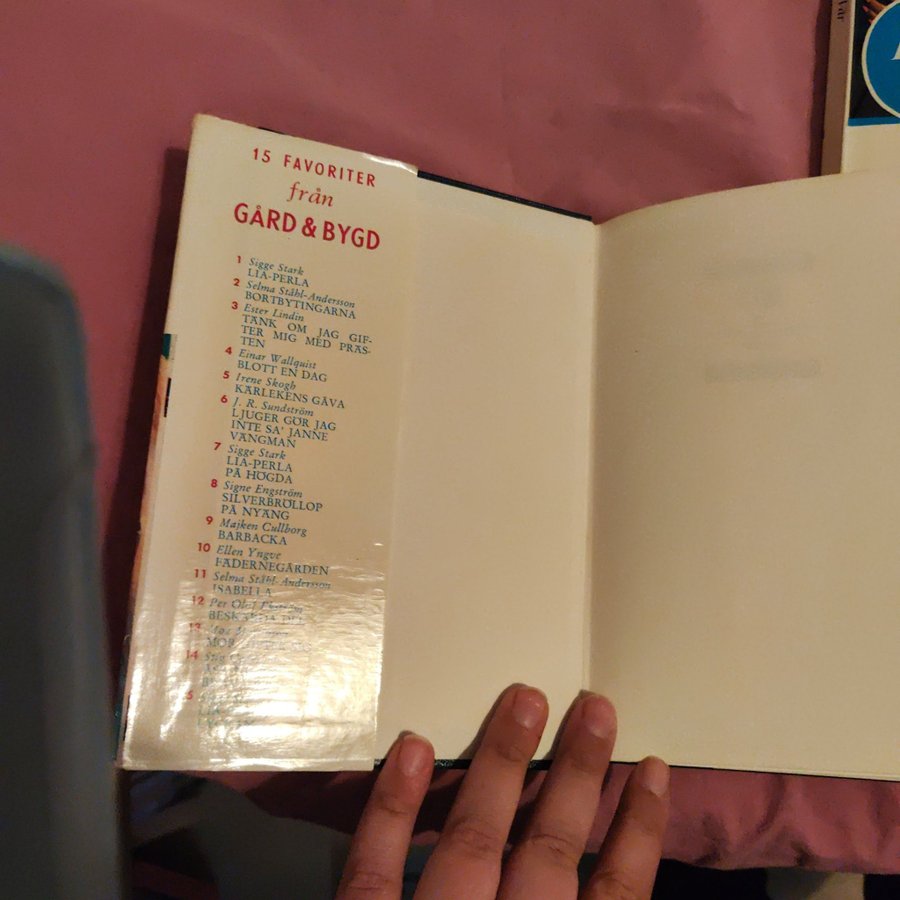 15 FAVORITER
från
GÅRD & BYGD
1 Sigge Stark
LIA-PERLA
2 Selma Ståhl-Andersson
BORTBYTINGARNA
3 Ester Lindin
TÄNK OM JAG GIF-
TER MIG MED PRÄS-
TEN
4 Einar Wallquist
BLOTT EN DAG
5 Irene Skogh
KÄRLEKENS GÅVA
6 J. R. Sundström
LJUGER GÖR JAG
INTE SA' JANNE
VÄNGMAN
7 Sigge Stark
LIA-PERLA
PÅ HÖGDA
8 Signe Engström
SILVERBRÖLLOP
PÅ NYÄNG
9 Majken Cullborg
BARBACKA
10 Ellen Yngve
FÄDERNEGÅRDEN
11 Selma Ståhl-Andersson
ISABELLA
12 Per Olof
13
14